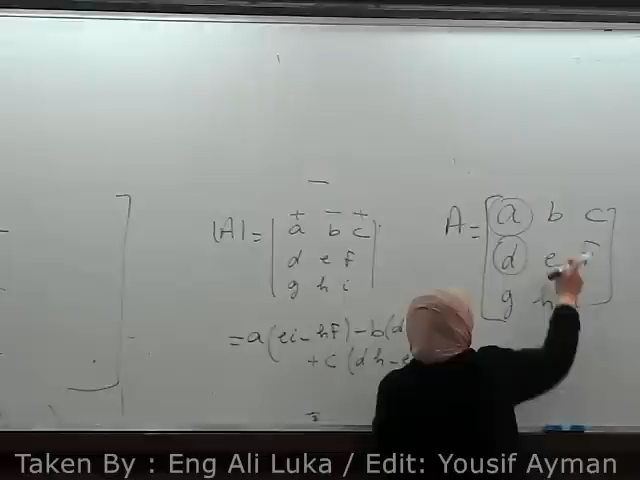 |A| = | a b c |
+ − +
d e f
g h i
= a(ei − hf) − b(d
+ c (dh − e
A = [ a b c ]
d e f
g h
Taken By : Eng Ali Luka / Edit: Yousif Ayman